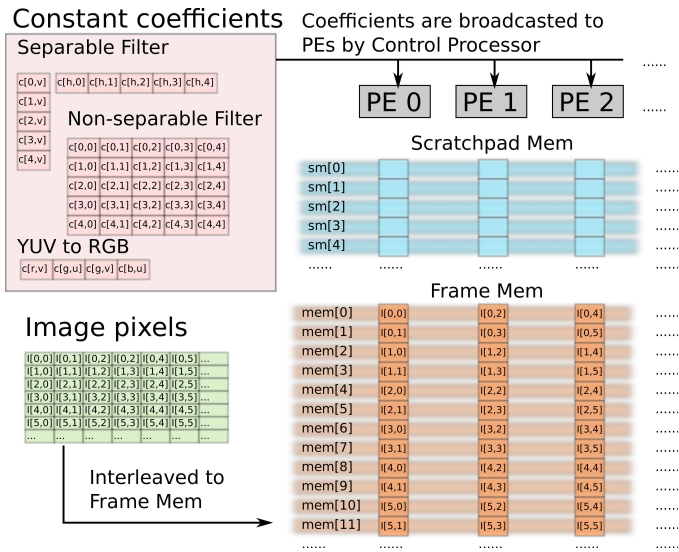 Constant coefficients
Separable Filter
c[0,v] c[h,0] c[h,1] c[h,2] c[h,3] c[h,4]
c[1,v]
c[2,v]
c[3,v]
c[4,v]
Non-separable Filter
c[0,0] c[0,1] c[0,2] c[0,3] c[0,4]
c[1,0] c[1,1] c[1,2] c[1,3] c[1,4]
c[2,0] c[2,1] c[2,2] c[2,3] c[2,4]
c[3,0] c[3,1] c[3,2] c[3,3] c[3,4]
c[4,0] c[4,1] c[4,2] c[4,3] c[4,4]
YUV to RGB
c[r,v] c[g,u] c[g,v] c[b,u]
Image pixels
I[0,0] I[0,1] I[0,2] I[0,2] I[0,4] I[0,5] ...
I[1,0] I[1,1] I[1,2] I[1,3] I[1,4] I[1,5] ...
I[2,0] I[2,1] I[2,2] I[2,3] I[2,4] I[2,5] ...
I[3,0] I[3,1] I[3,2] I[3,3] I[3,4] I[3,5] ...
I[4,0] I[4,1] I[4,2] I[4,3] I[4,4] I[4,5] ...
I[5,0] I[5,1] I[5,2] I[5,3] I[5,4] I[5,5] ...
... ... ... ... ... ... ...
Interleaved to
Frame Mem
Coefficients are broadcasted to
PEs by Control Processor
......
PE 0 PE 1 PE 2 ......
Scratchpad Mem
sm[0] ......
sm[1] ......
sm[2] ......
sm[3] ......
sm[4] ......
...... ...... ...... ...... ......
Frame Mem
mem[0] I[0,0] I[0,2] I[0,4] ......
mem[1] I[0,1] I[0,3] I[0,5] ......
mem[2] I[1,0] I[1,2] I[1,4] ......
mem[3] I[1,1] I[1,3] I[1,5] ......
mem[4] I[2,0] I[2,2] I[2,4] ......
mem[5] I[2,1] I[2,3] I[2,5] ......
mem[6] I[3,0] I[3,2] I[3,4] ......
mem[7] I[3,1] I[3,3] I[3,5] ......
mem[8] I[4,0] I[4,2] I[4,4] ......
mem[9] I[4,1] I[4,3] I[4,5] ......
mem[10] I[5,0] I[5,2] I[5,4] ......
mem[11] I[5,1] I[5,3] I[5,5] ......
...... ...... ...... ...... ......